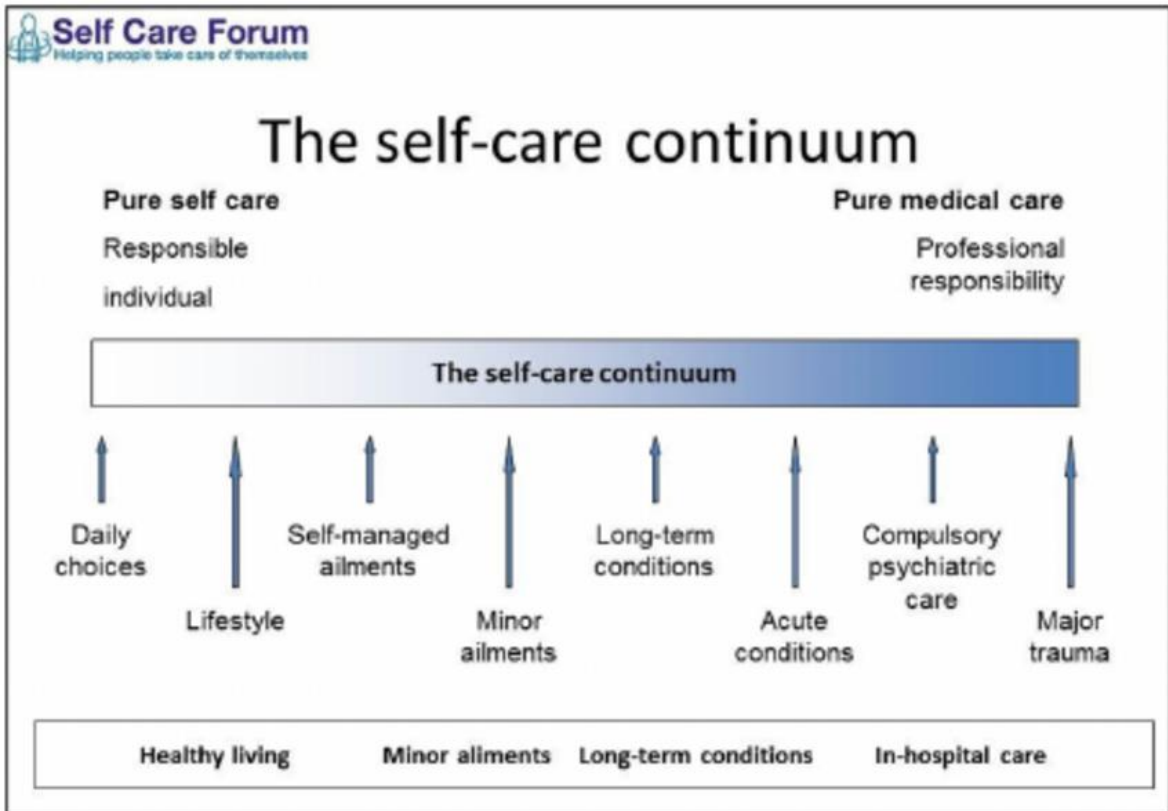 Self Care Forum
Helping people take care of themselves
The self-care continuum
Pure self care
Responsible
individual
Pure medical care
Professional
responsibility
The self-care continuum
Daily
choices
Lifestyle
Self-managed
ailments
Minor
ailments
Long-term
conditions
Acute
conditions
Compulsory
psychiatric
care
Major
trauma
Healthy living
Minor aliments
Long-term conditions
In-hospital care